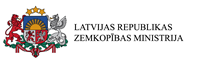 LATVIJAS REPUBLIKAS
ZEMKOPĪBAS MINISTRIJA